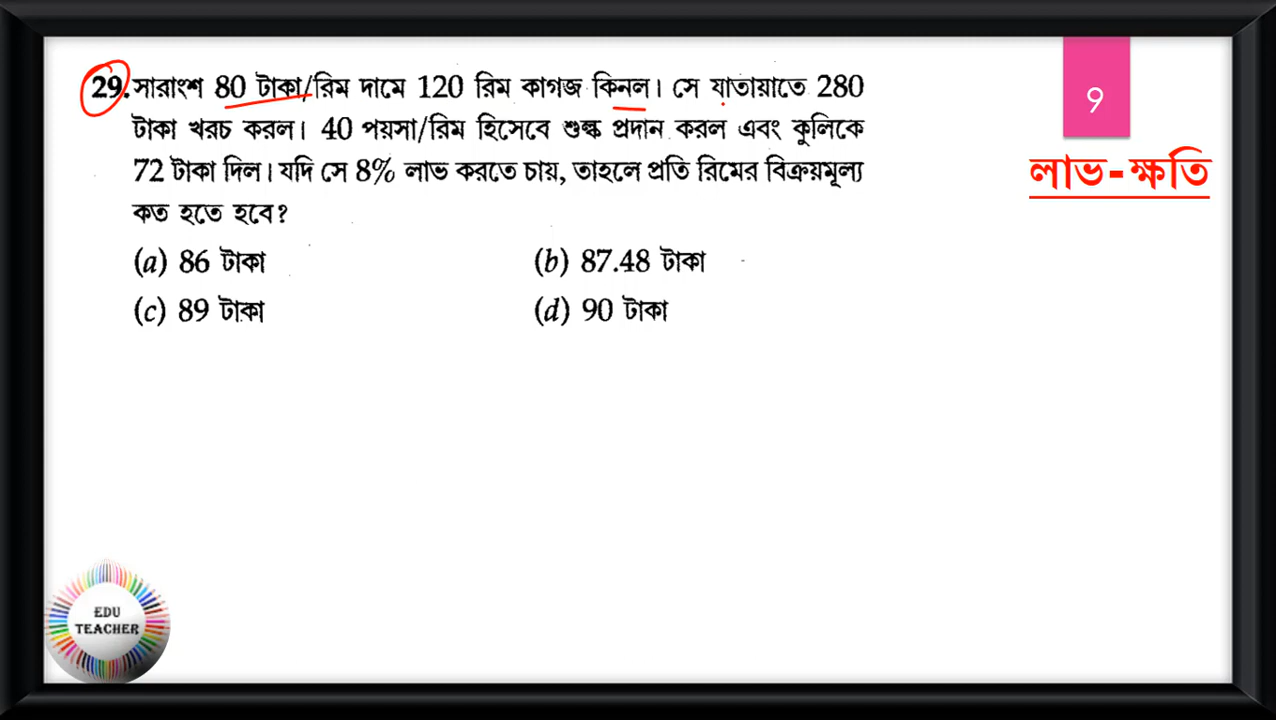 29. সারাংশ 80 টাকা/রিম দামে 120 রিম কাগজ কিনল। সে যাতায়াতে 280
টাকা খরচ করল। 40 পয়সা/রিম হিসেবে শুল্ক প্রদান করল এবং কুলিকে
72 টাকা দিল। যদি সে 8% লাভ করতে চায়, তাহলে প্রতি রিমের বিক্রয়মূল্য
কত হতে হবে?
(a) 86 টাকা (b) 87.48 টাকা
(c) 89 টাকা (d) 90 টাকা
9
লাভ-ক্ষতি
EDU
TEACHER